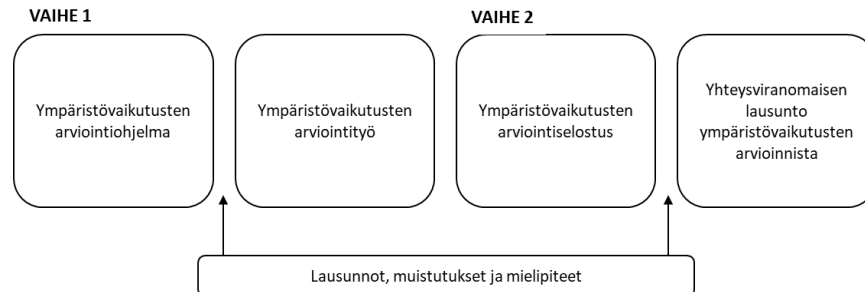 VAIHE 1
VAIHE 2
Ympäristövaikutusten
arviointiohjelma
Ympäristövaikutusten
arviointityö
Ympäristövaikutusten
arviointiselostus
Yhteysviranomaisen
lausunto
ympäristövaikutusten
arvioinnista
Lausunnot, muistutukset ja mielipiteet